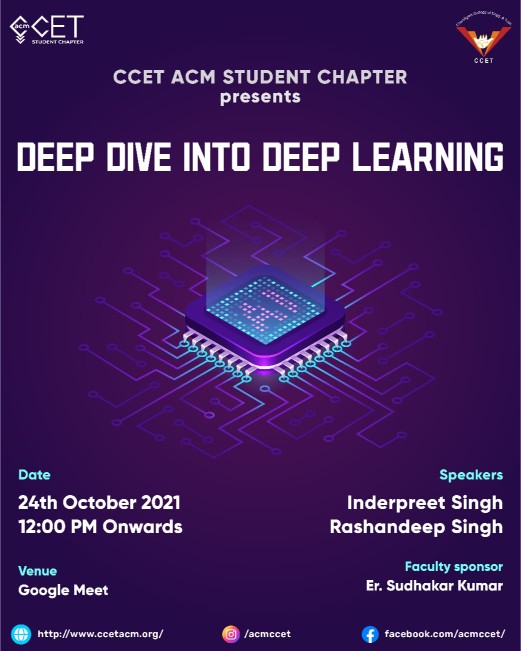 acm CCET
STUDENT CHAPTER
CCET
CCET ACM STUDENT CHAPTER
presents
DEEP DIVE INTO DEEP LEARNING
Date
24th October 2021
12:00 PM Onwards
Venue
Google Meet
Speakers
Inderpreet Singh
Rashandeep Singh
Faculty sponsor
Er. Sudhakar Kumar
http://www.ccetacm.org/
/acmccet
facebook.com/acmccet/